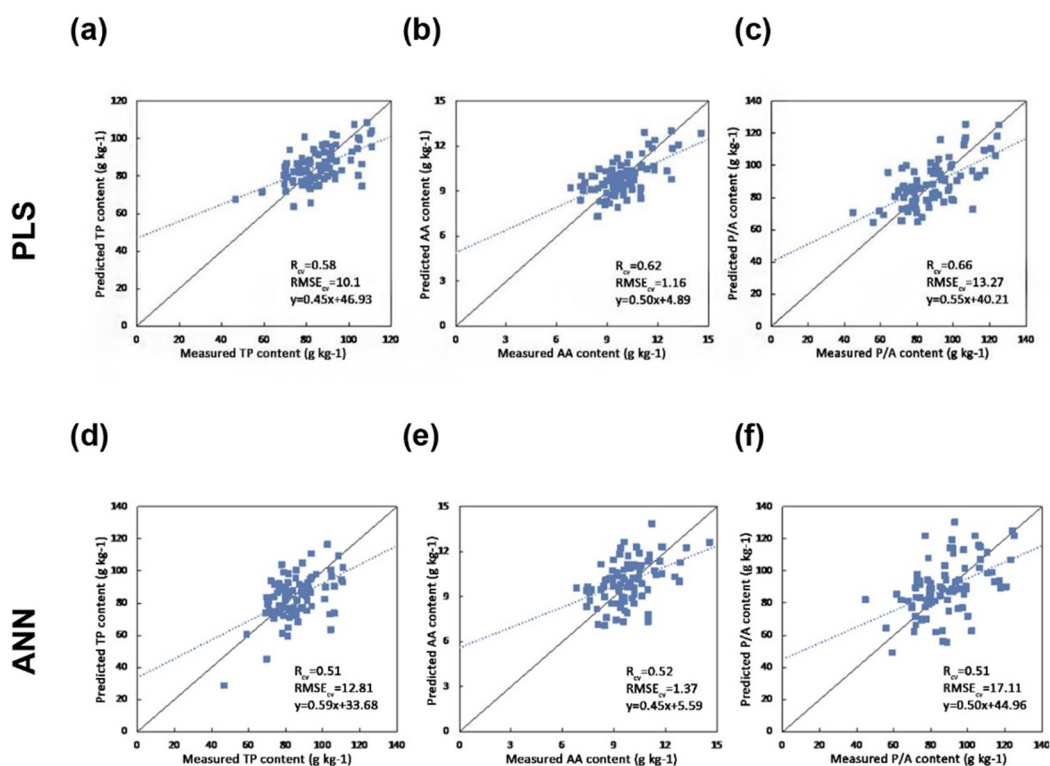 (a) (b) (c)
PLS
120
100
80
60
40
20
0
0 20 40 60 80 100 120
Predicted TP content (g kg-1)
Measured TP content (g kg-1)
Rcv=0.58
RMSEcv=10.1
y=0.45x+46.93
15
12
9
6
3
0
0 3 6 9 12 15
Predicted AA content (g kg-1)
Measured AA content (g kg-1)
Rcv=0.62
RMSEcv=1.16
y=0.50x+4.89
140
120
100
80
60
40
20
0
0 20 40 60 80 100 120 140
Predicted P/A content (g kg-1)
Measured P/A content (g kg-1)
Rcv=0.66
RMSEcv=13.27
y=0.55x+40.21
(d) (e) (f)
ANN
140
120
100
80
60
40
20
0
0 20 40 60 80 100 120 140
Predicted TP content (g kg-1)
Measured TP content (g kg-1)
Rcv=0.51
RMSEcv=12.81
y=0.59x+33.68
15
12
9
6
3
0
0 3 6 9 12 15
Predicted AA content (g kg-1)
Measured AA content (g kg-1)
Rcv=0.52
RMSEcv=1.37
y=0.45x+5.59
140
120
100
80
60
40
20
0
0 20 40 60 80 100 120 140
Predicted P/A content (g kg-1)
Measured P/A content (g kg-1)
Rcv=0.51
RMSEcv=17.11
y=0.50x+44.96